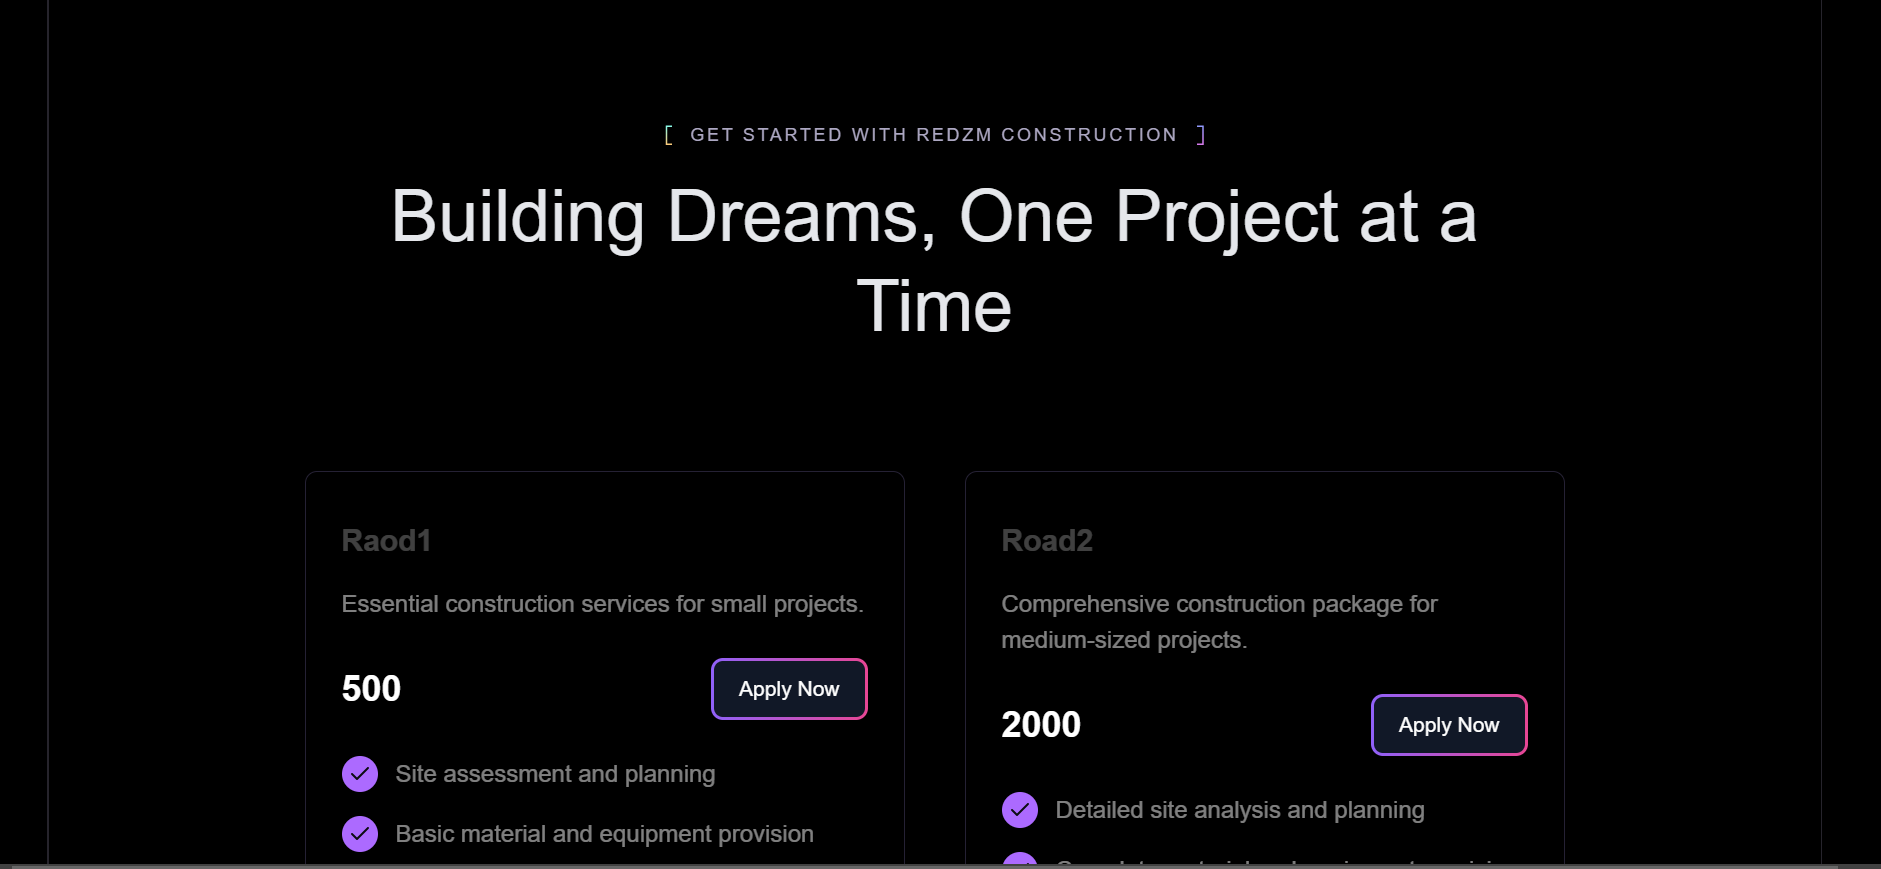 [ GET STARTED WITH REDZM CONSTRUCTION ]
Building Dreams, One Project at a
Time
Raod1
Essential construction services for small projects.
500
Apply Now
Site assessment and planning
Basic material and equipment provision
Road2
Comprehensive construction package for
medium-sized projects.
2000
Apply Now
Detailed site analysis and planning